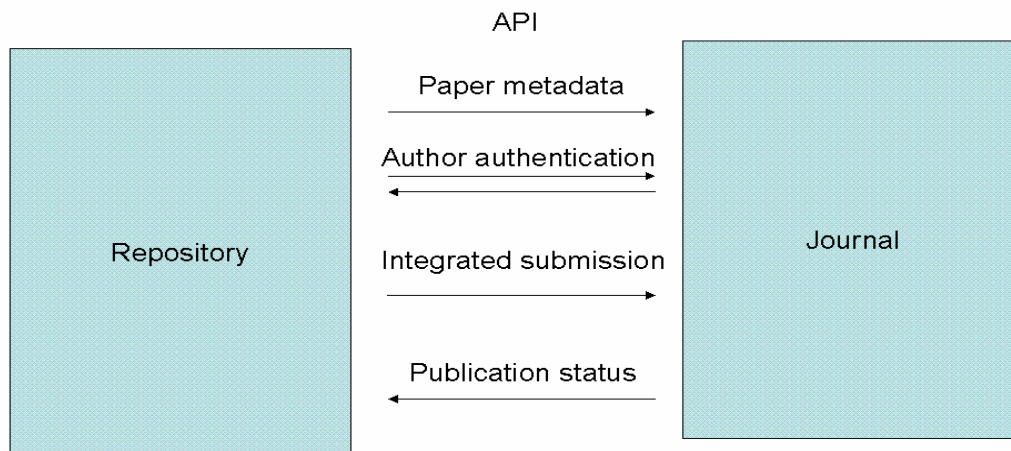 API
Paper metadata
Author authentication
Repository
Journal
Integrated submission
Publication status